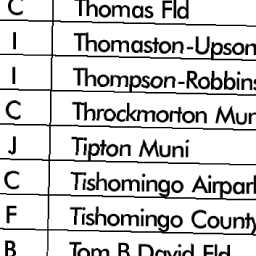 C Thomas Fld
I Thomaston-Upson
I Thompson-Robbins
C Throckmorton Mun
J Tipton Muni
C Tishomingo Airpark
F Tishomingo County
B Tom B David Fld